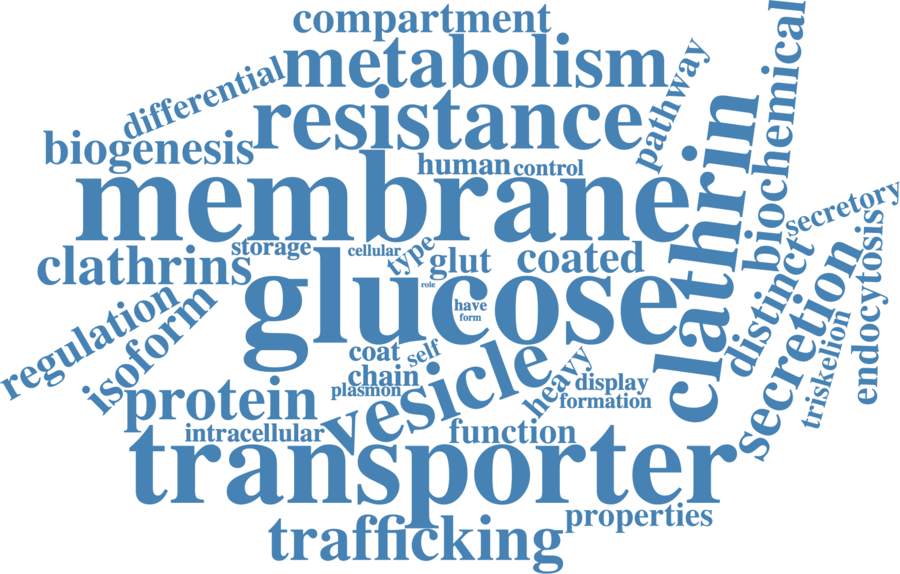 compartment
metabolism
differential
resistance
pathway
biochemical
biogenesis
human
control
clathrin
membrane
secretory
storage
cellular
type
glut
coated
clathrins
distinct
endocytosis
role
glucose
have
form
secretion
regulation
isoform
triskelion
coat
self
chain
vesicle
heavy
display
plasmon
formation
protein
intracellular
function
transporter
properties
trafficking